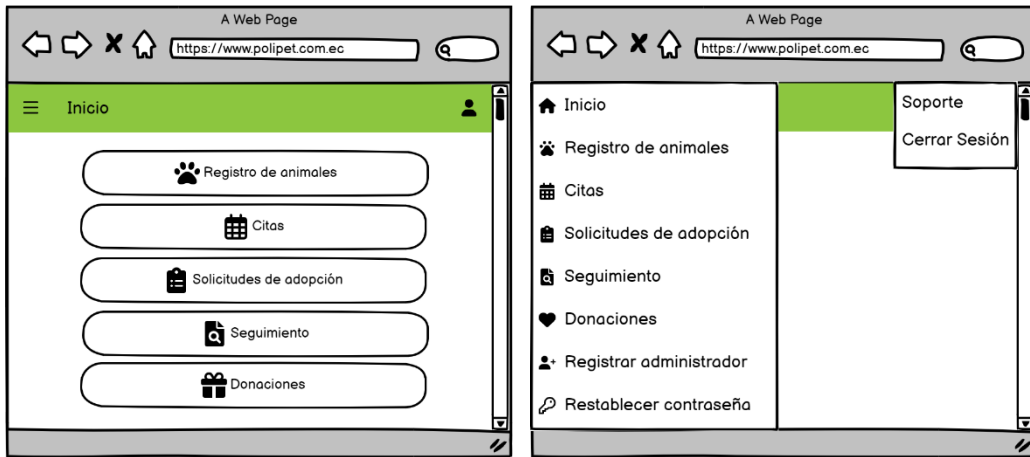 A Web Page
https://www.polipet.com.ec
Inicio
Registro de animales
Citas
Solicitudes de adopción
Seguimiento
Donaciones
A Web Page
https://www.polipet.com.ec
Inicio
Registro de animales
Citas
Solicitudes de adopción
Seguimiento
Donaciones
Registrar administrador
Restablecer contraseña
Soporte
Cerrar Sesión